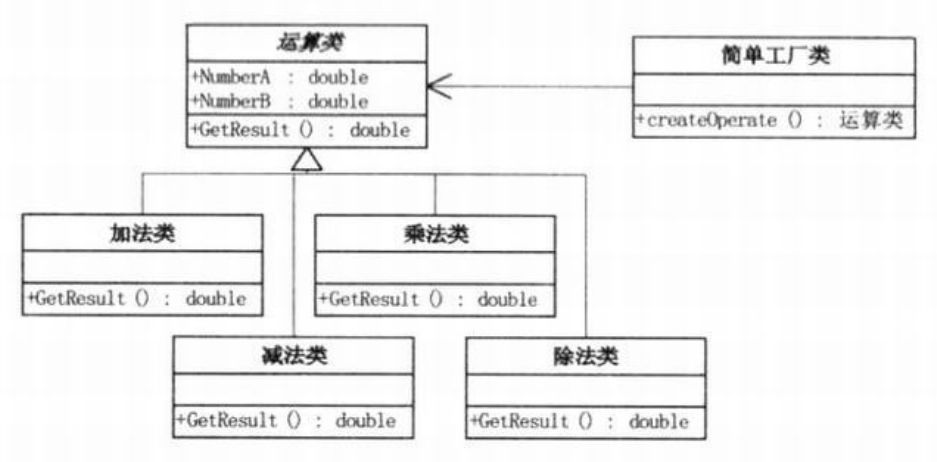 运算类
+NumberA : double
+NumberB : double
+GetResult () : double
简单工厂类
+createOperate () : 运算类
加法类
+GetResult () : double
乘法类
+GetResult () : double
减法类
+GetResult () : double
除法类
+GetResult () : double